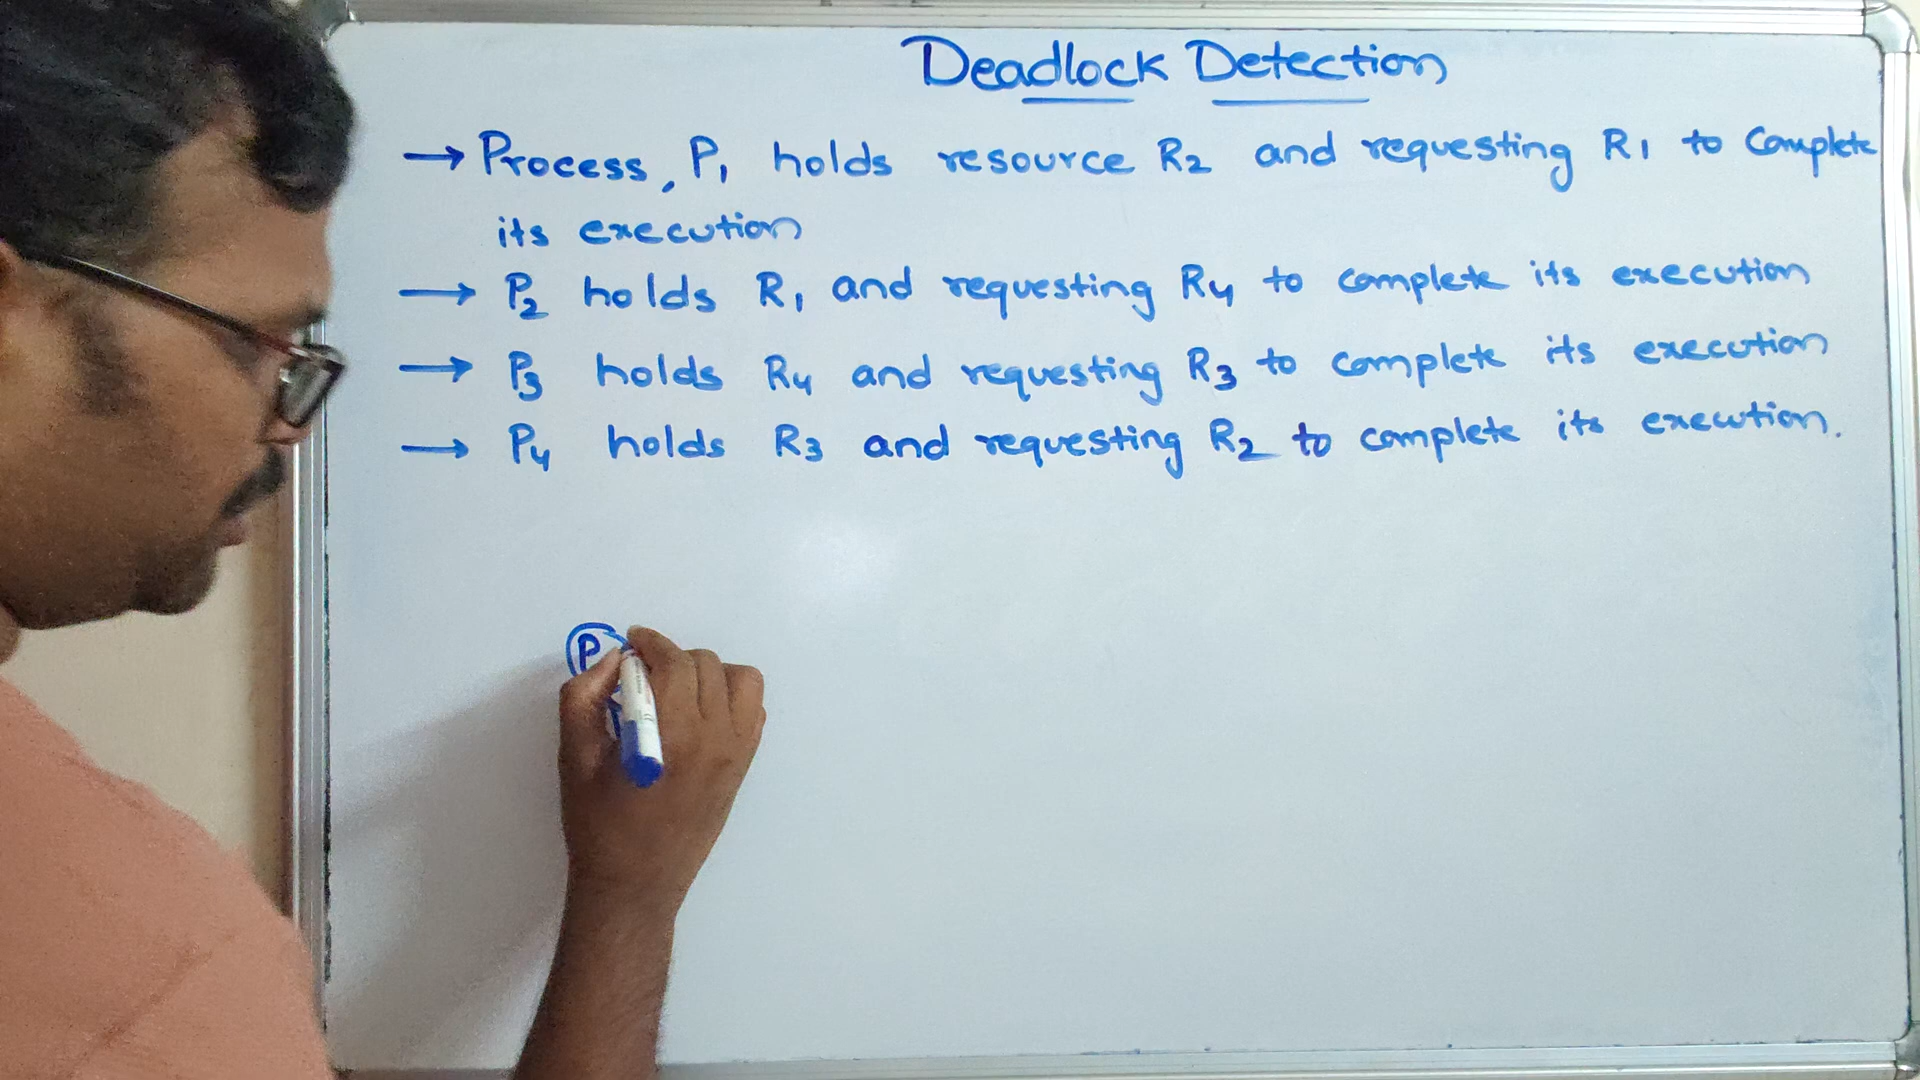 Deadlock Detection
→ Process, P1 holds resource R2 and requesting R1 to complete
its execution
→ P2 holds R1 and requesting R4 to complete its execution
→ P3 holds R4 and requesting R3 to complete its execution
→ P4 holds R3 and requesting R2 to complete its execution.
P